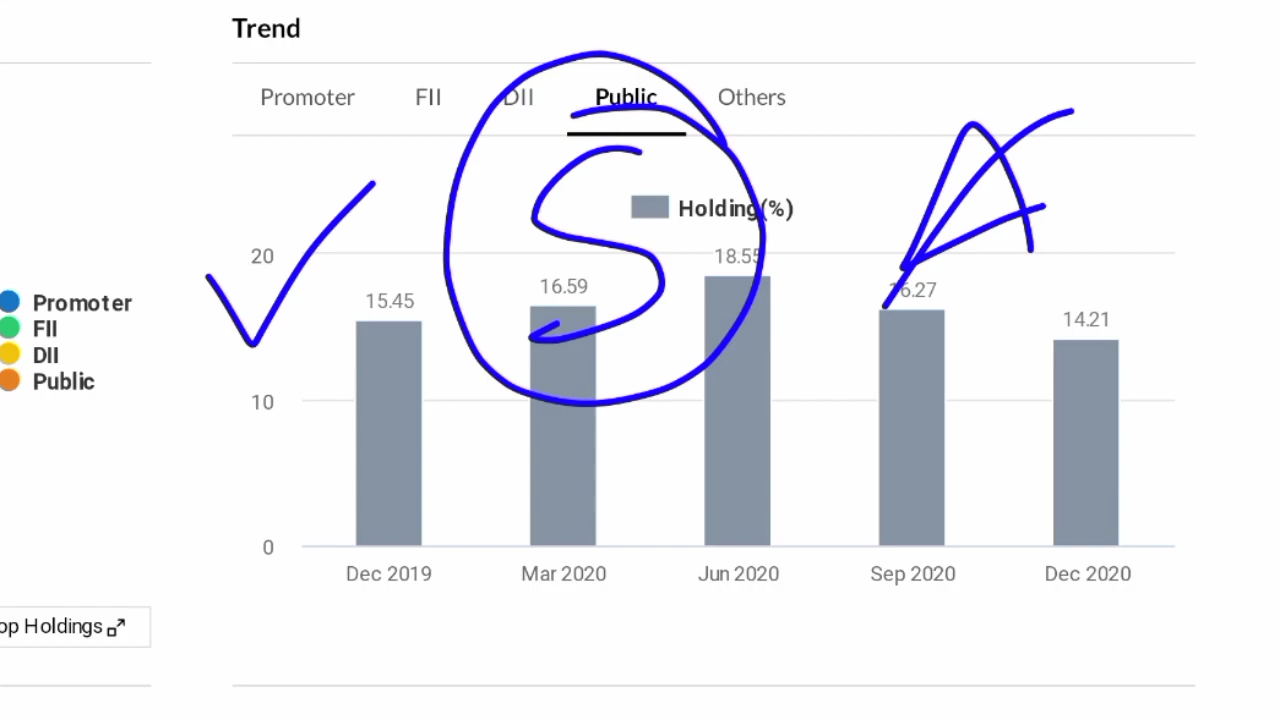 Trend
Promoter FII DII Public Others
Holding(%)
20
10
0
15.45 16.59 18.55 16.27 14.21
Dec 2019 Mar 2020 Jun 2020 Sep 2020 Dec 2020
Promoter
FII
DII
Public
op Holdings
S